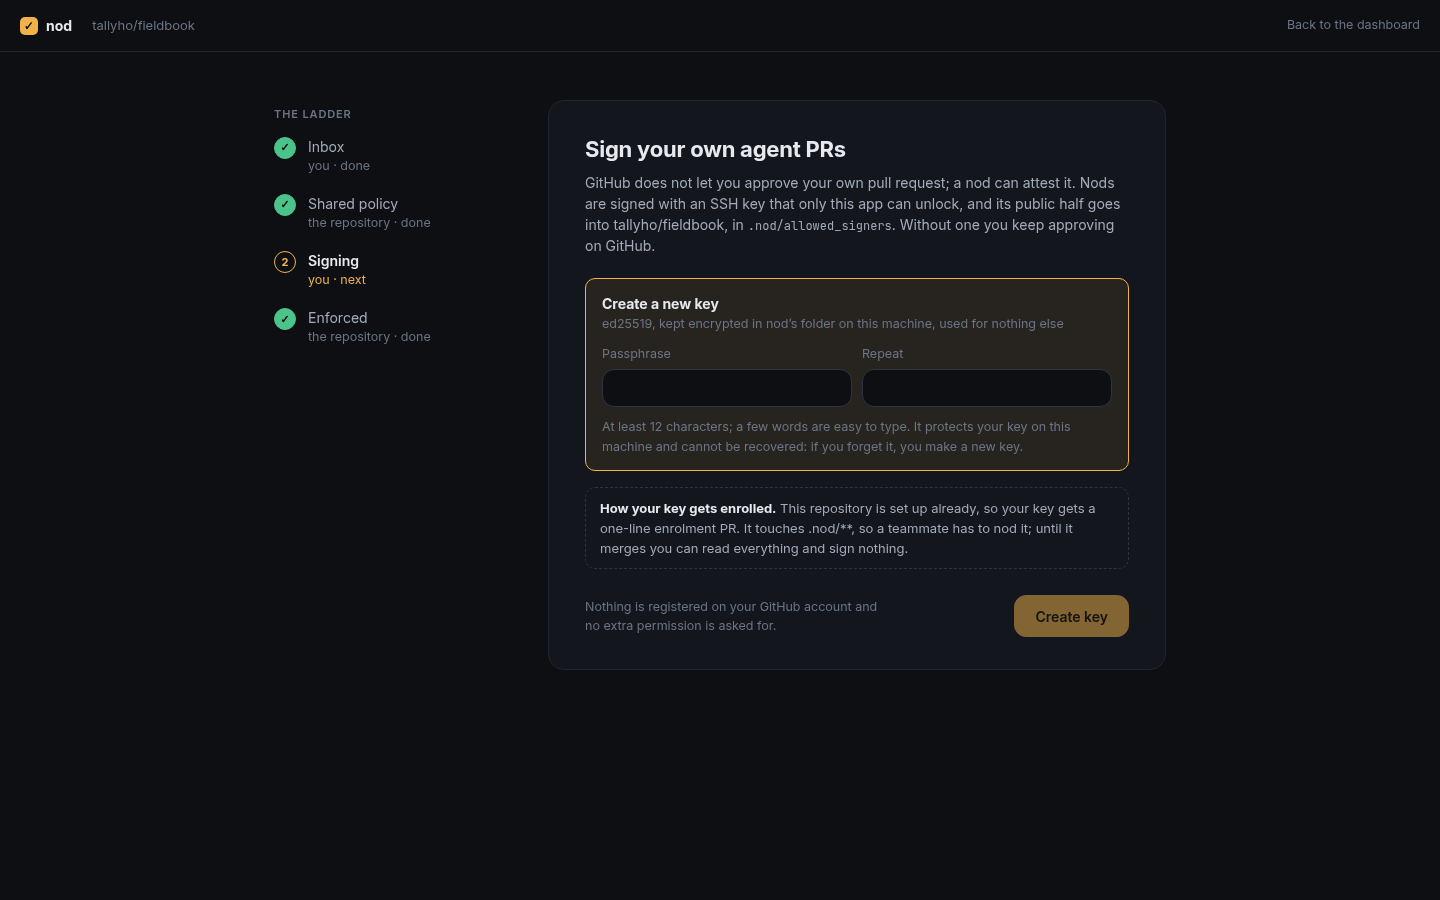 ✓ nod tallyho/fieldbook
Back to the dashboard
THE LADDER
✓ Inbox
you · done
✓ Shared policy
the repository · done
2 Signing
you · next
✓ Enforced
the repository · done
Sign your own agent PRs
GitHub does not let you approve your own pull request; a nod can attest it. Nods
are signed with an SSH key that only this app can unlock, and its public half goes
into tallyho/fieldbook, in .nod/allowed_signers. Without one you keep approving
on GitHub.
Create a new key
ed25519, kept encrypted in nod’s folder on this machine, used for nothing else
Passphrase Repeat
At least 12 characters; a few words are easy to type. It protects your key on this
machine and cannot be recovered: if you forget it, you make a new key.
How your key gets enrolled. This repository is set up already, so your key gets a
one-line enrolment PR. It touches .nod/**, so a teammate has to nod it; until it
merges you can read everything and sign nothing.
Nothing is registered on your GitHub account and
no extra permission is asked for.
Create key